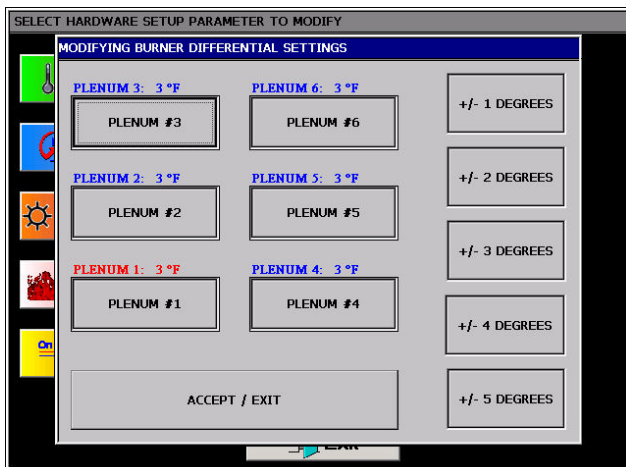 SELECT HARDWARE SETUP PARAMETER TO MODIFY
MODIFYING BURNER DIFFERENTIAL SETTINGS
PLENUM 3: 3 °F
PLENUM #3
PLENUM 6: 3 °F
PLENUM #6
PLENUM 2: 3 °F
PLENUM #2
PLENUM 5: 3 °F
PLENUM #5
PLENUM 1: 3 °F
PLENUM #1
PLENUM 4: 3 °F
PLENUM #4
ACCEPT / EXIT
+/- 1 DEGREES
+/- 2 DEGREES
+/- 3 DEGREES
+/- 4 DEGREES
+/- 5 DEGREES
On